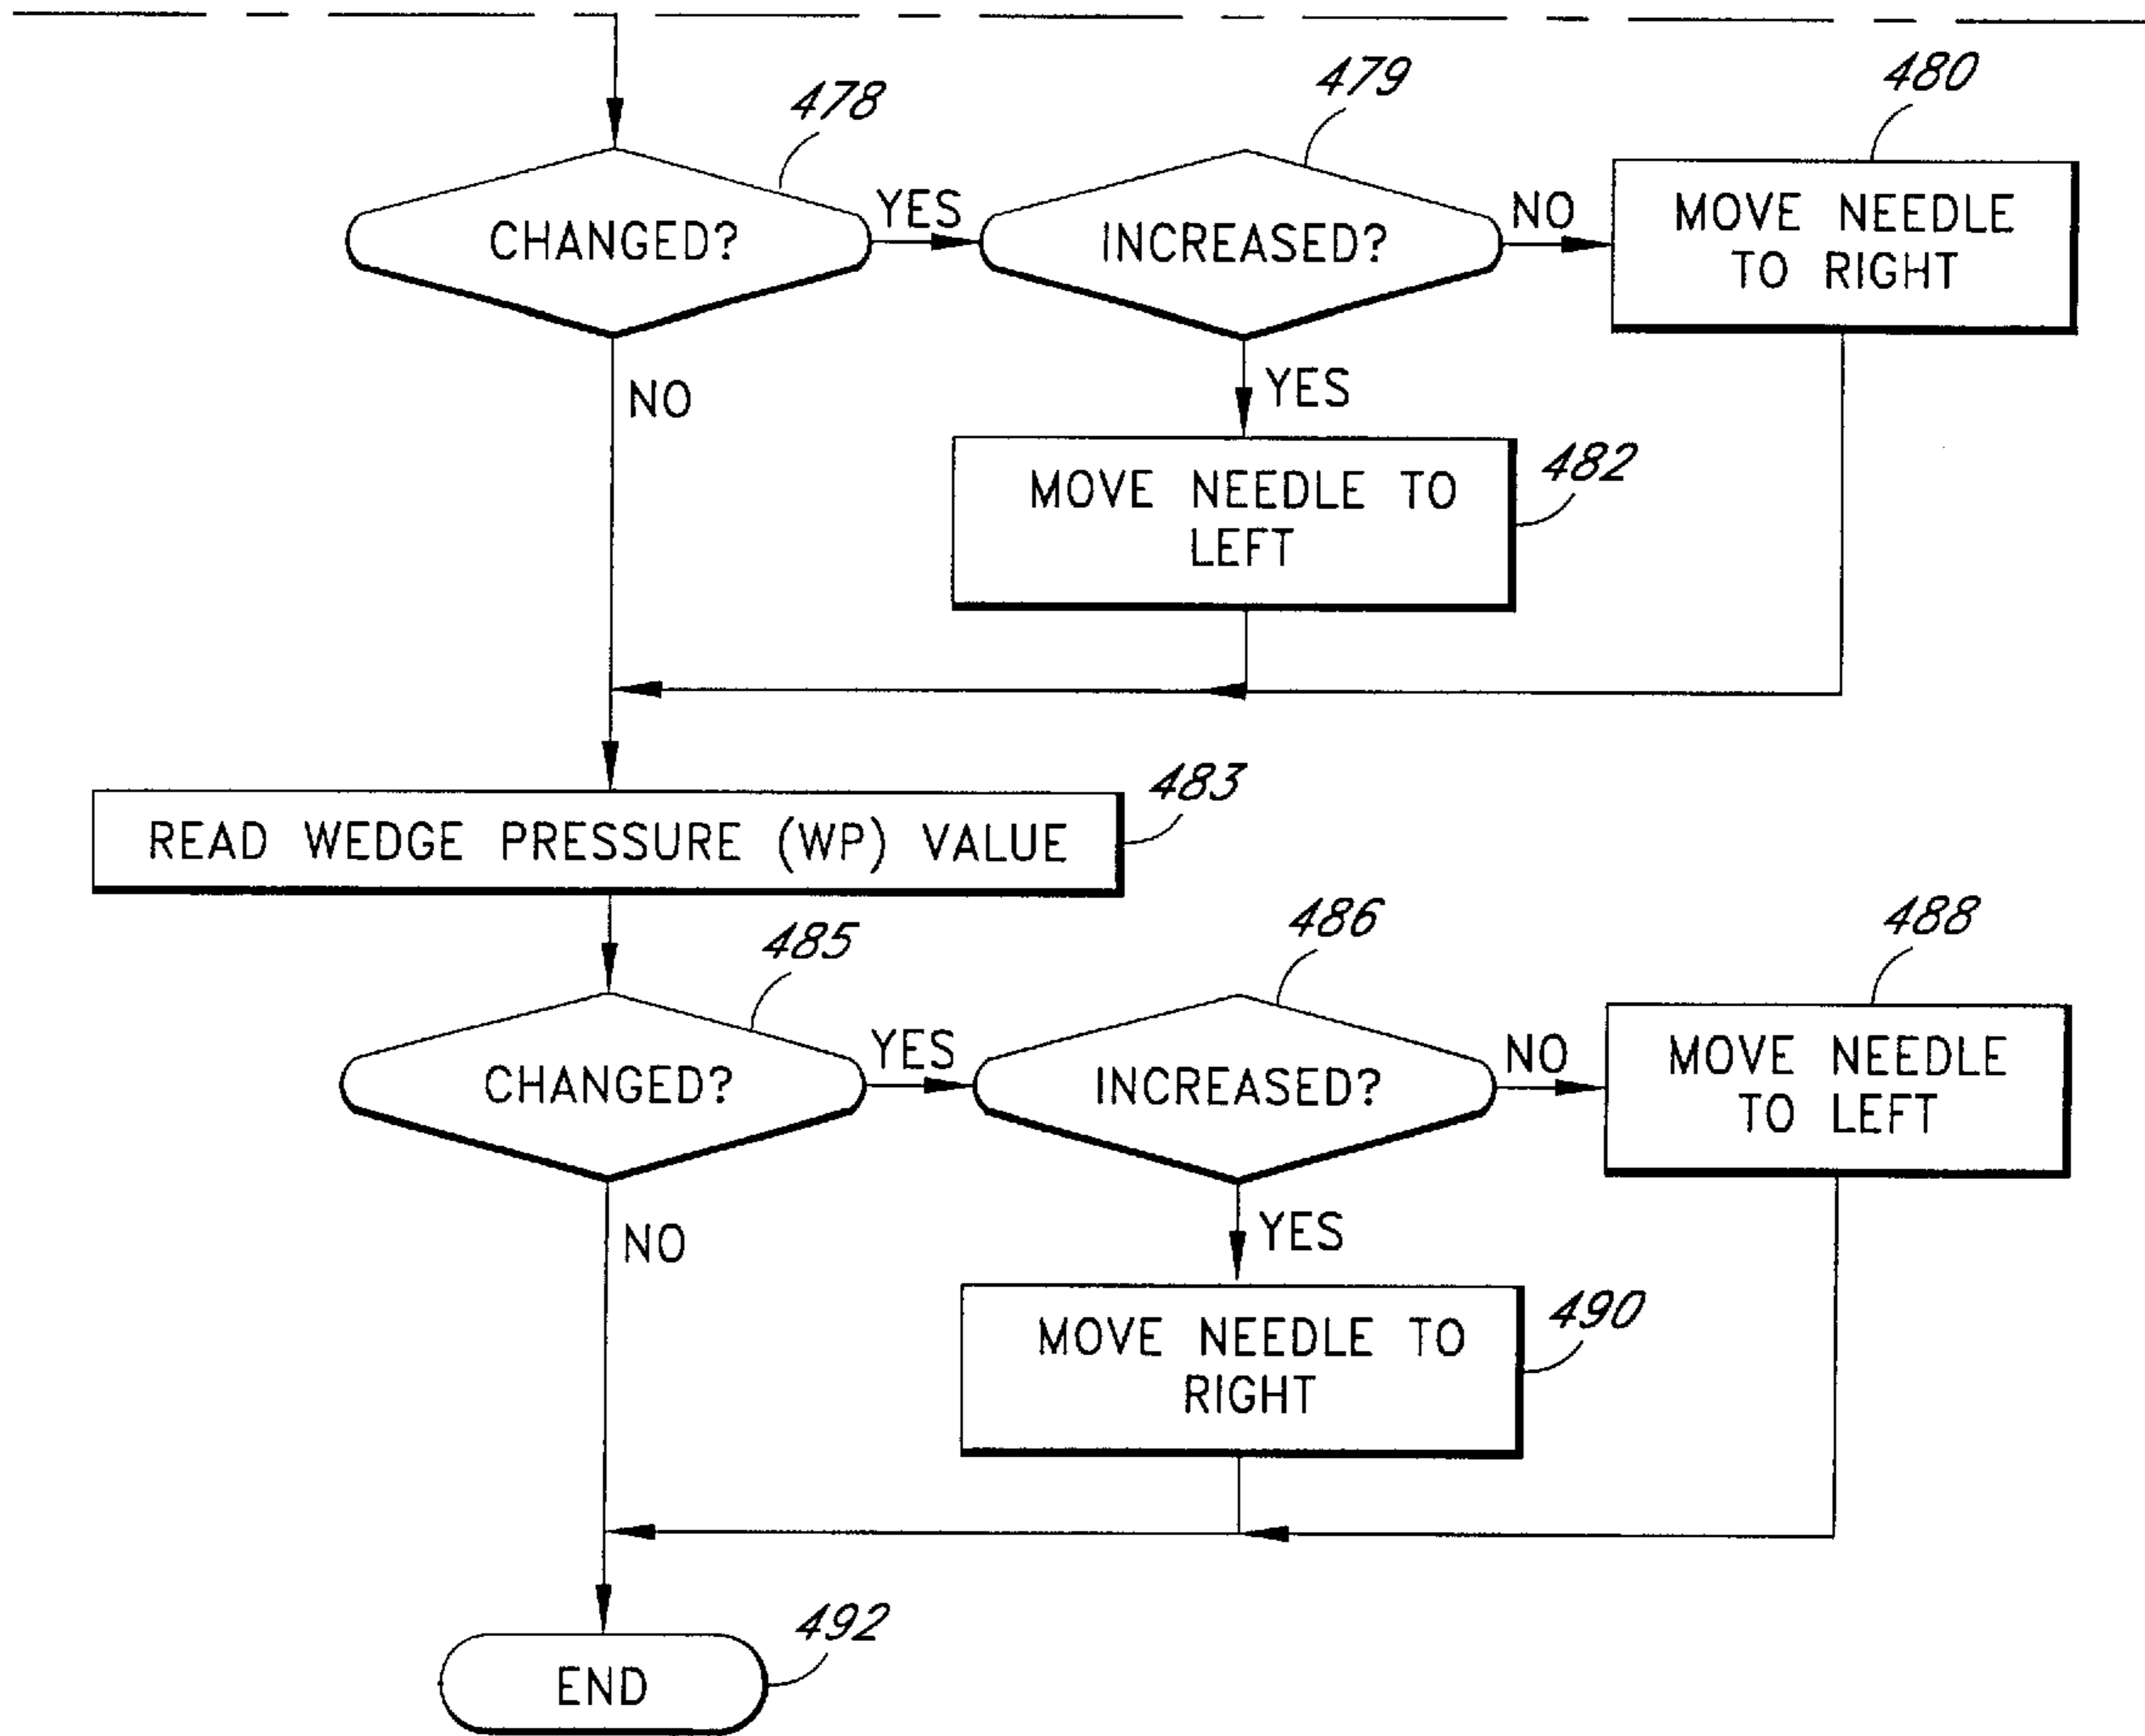 478
479
480
CHANGED?
YES
INCREASED?
NO
MOVE NEEDLE
TO RIGHT
NO
YES
482
MOVE NEEDLE TO
LEFT
483
READ WEDGE PRESSURE (WP) VALUE
485
486
488
CHANGED?
YES
INCREASED?
NO
MOVE NEEDLE
TO LEFT
NO
YES
490
MOVE NEEDLE TO
RIGHT
492
END